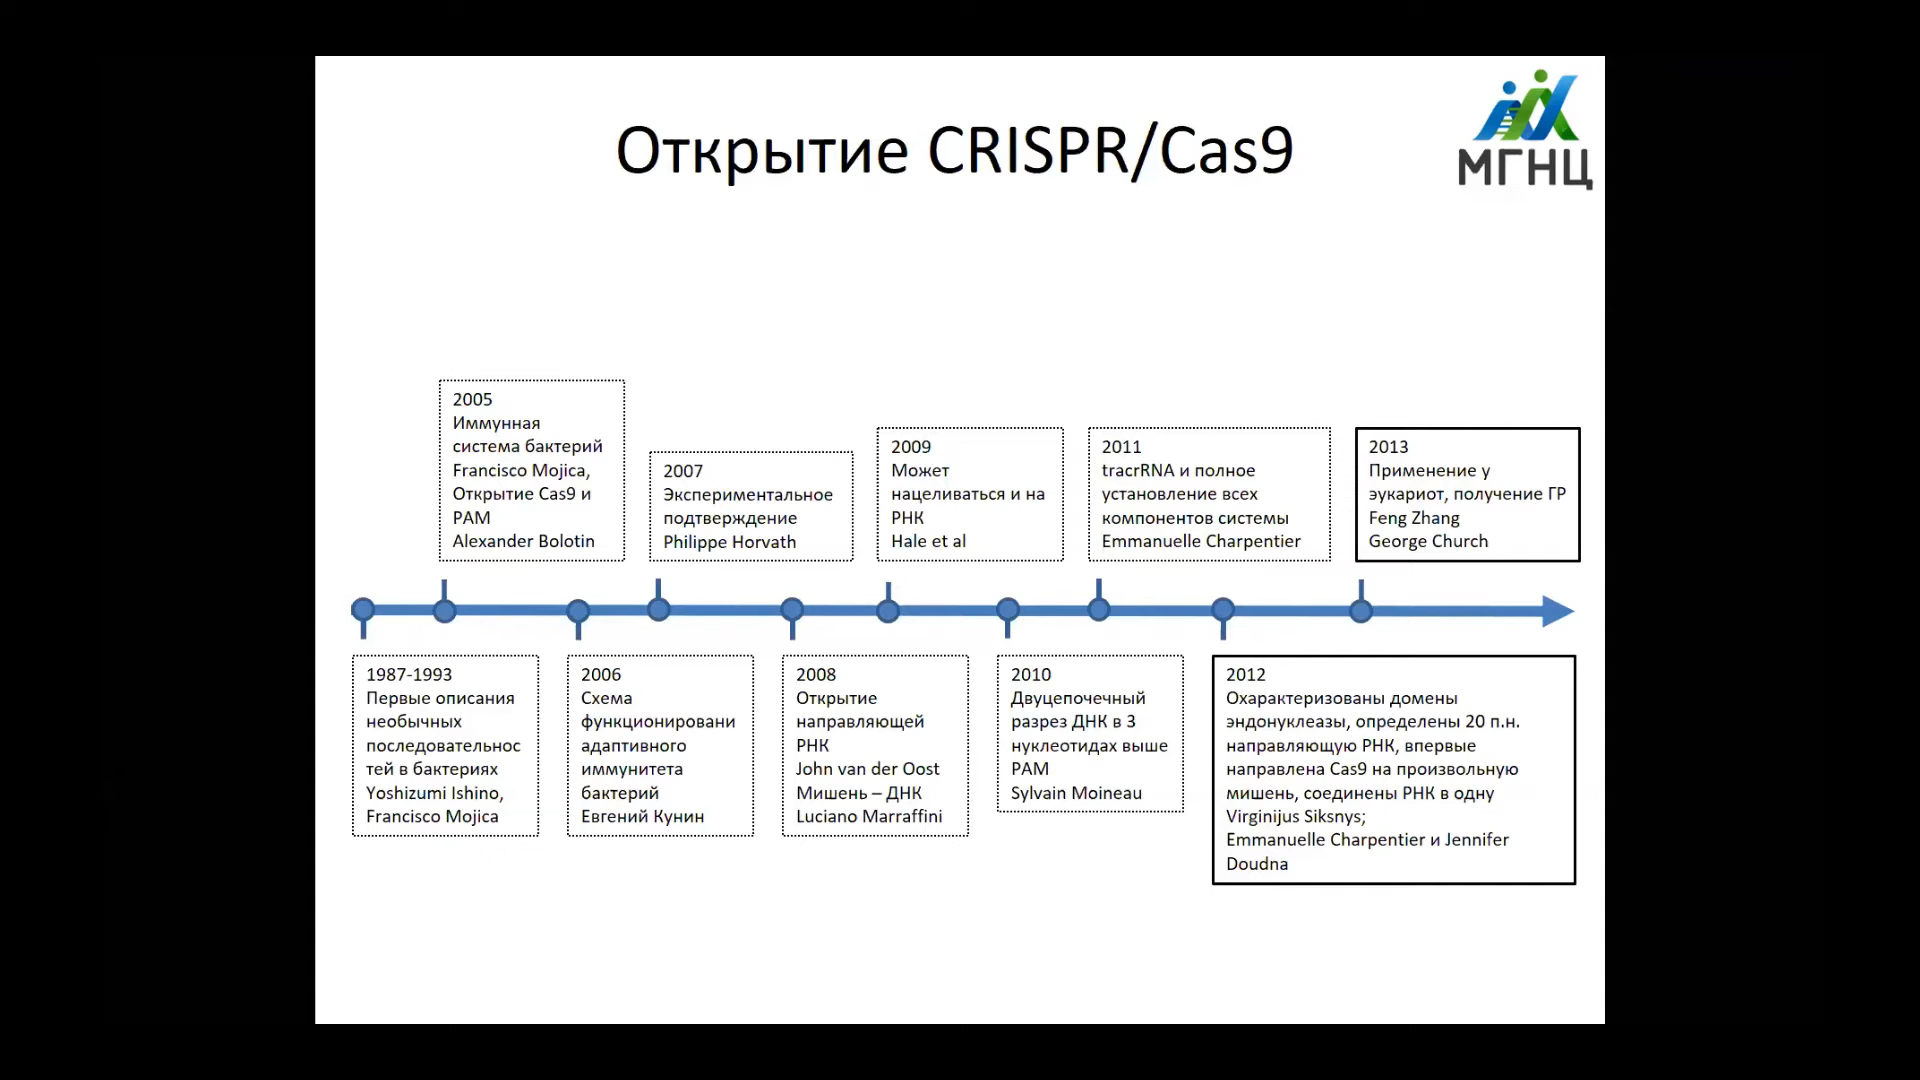 Открытие CRISPR/Cas9
МГНЦ
2005
Иммунная
система бактерий
Francisco Mojica,
Открытие Cas9 и
PAM
Alexander Bolotin
2007
Экспериментальное
подтверждение
Philippe Horvath
2009
Может
нацеливаться и на
РНК
Hale et al
2011
tracrRNA и полное
установление всех
компонентов системы
Emmanuelle Charpentier
2013
Применение у
эукариот, получение ГР
Feng Zhang
George Church
1987-1993
Первые описания
необычных
последовательнос
тей в бактериях
Yoshizumi Ishino,
Francisco Mojica
2006
Схема
функционировани
адаптивного
иммунитета
бактерий
Евгений Кунин
2008
Открытие
направляющей
РНК
John van der Oost
Мишень – ДНК
Luciano Marraffini
2010
Двуцепочечный
разрез ДНК в 3
нуклеотидах выше
PAM
Sylvain Moineau
2012
Охарактеризованы домены
эндонуклеазы, определены 20 п.н.
направляющую РНК, впервые
направлена Cas9 на произвольную
мишень, соединены РНК в одну
Virginijus Siksnys;
Emmanuelle Charpentier и Jennifer
Doudna